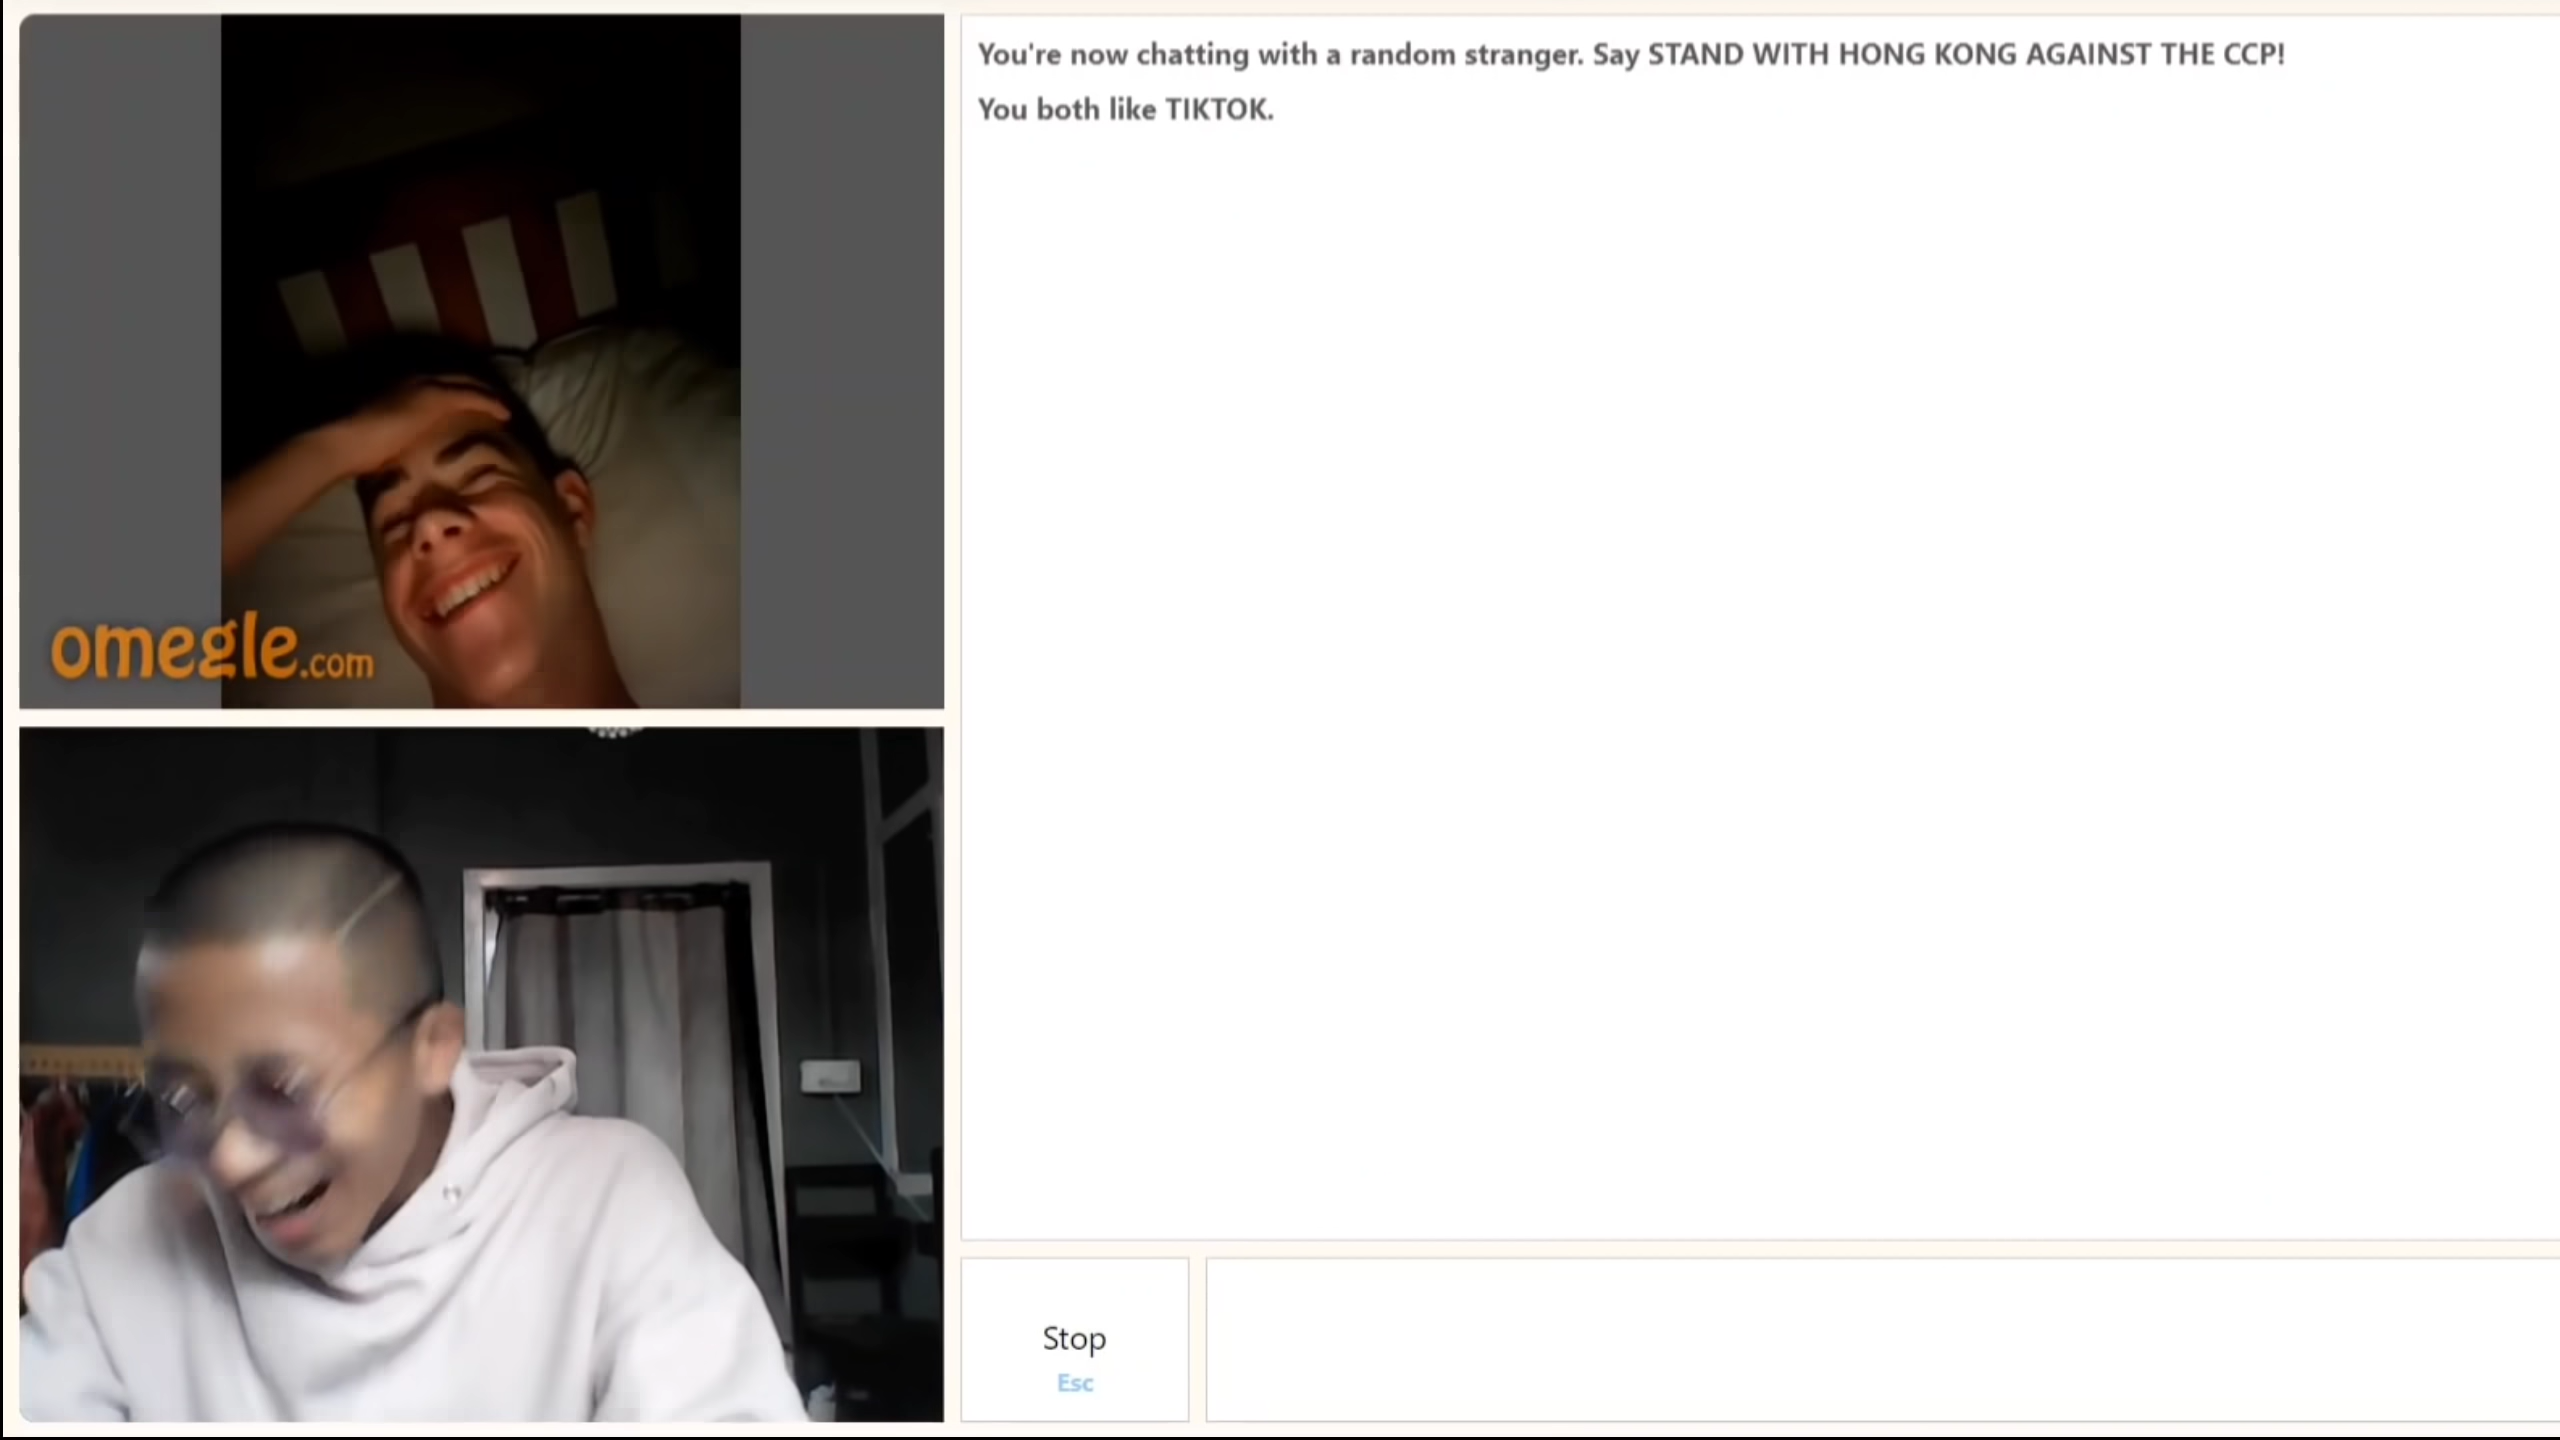 You're now chatting with a random stranger. Say STAND WITH HONG KONG AGAINST THE CCP!
You both like TIKTOK.
omegle.com
Stop
Esc